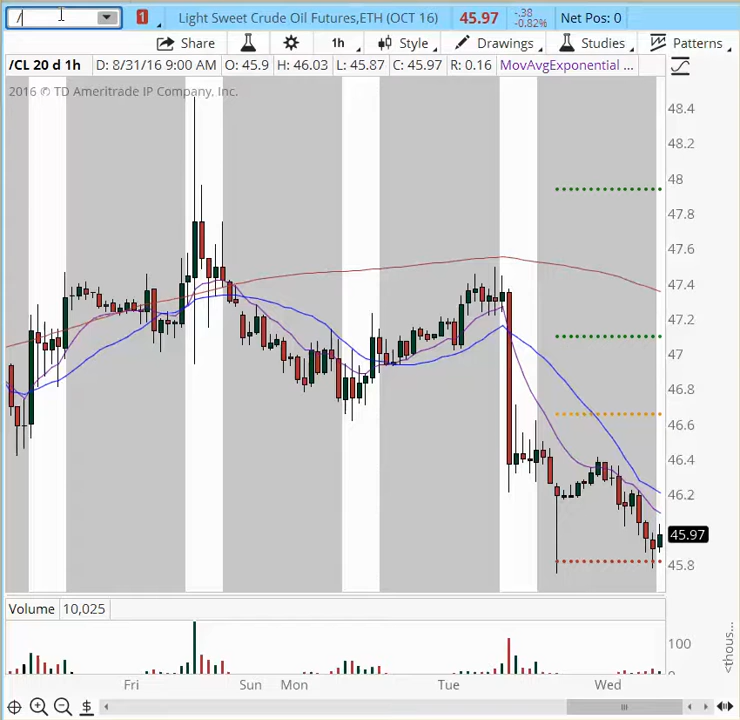 / 1 Light Sweet Crude Oil Futures,ETH (OCT 16) 45.97 -.38 -0.82% Net Pos: 0
Share 1h Style Drawings Studies Patterns
/CL 20 d 1h D: 8/31/16 9:00 AM O: 45.9 H: 46.03 L: 45.87 C: 45.97 R: 0.16 MovAvgExponential ...
2016 © TD Ameritrade IP Company, Inc.
48.4
48.2
48
47.8
47.6
47.4
47.2
47
46.8
46.6
46.4
46.2
45.97
45.8
Volume 10,025
100
<thous...
Fri Sun Mon Tue Wed
$